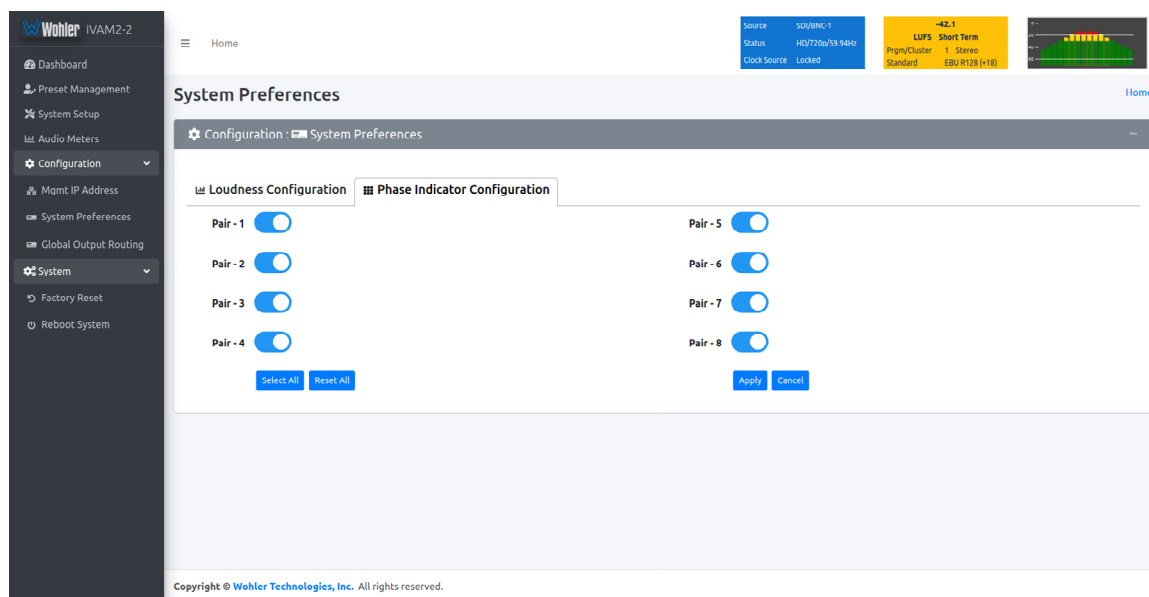 Wohler iVAM2-2
Dashboard
Preset Management
System Setup
Audio Meters
Configuration
Mgmt IP Address
System Preferences
Global Output Routing
System
Factory Reset
Reboot System
Home
Source SDI/BNC-1
Status HD/720p/59.94Hz
Clock Source Locked
-42.1
LUFS Short Term
Prgm/Cluster 1 Stereo
Standard EBU R128 (+18)
System Preferences
Home
Configuration : System Preferences
Loudness Configuration
Phase Indicator Configuration
Pair - 1
Pair - 5
Pair - 2
Pair - 6
Pair - 3
Pair - 7
Pair - 4
Pair - 8
Select All Reset All
Apply Cancel
Copyright © Wohler Technologies, Inc. All rights reserved.